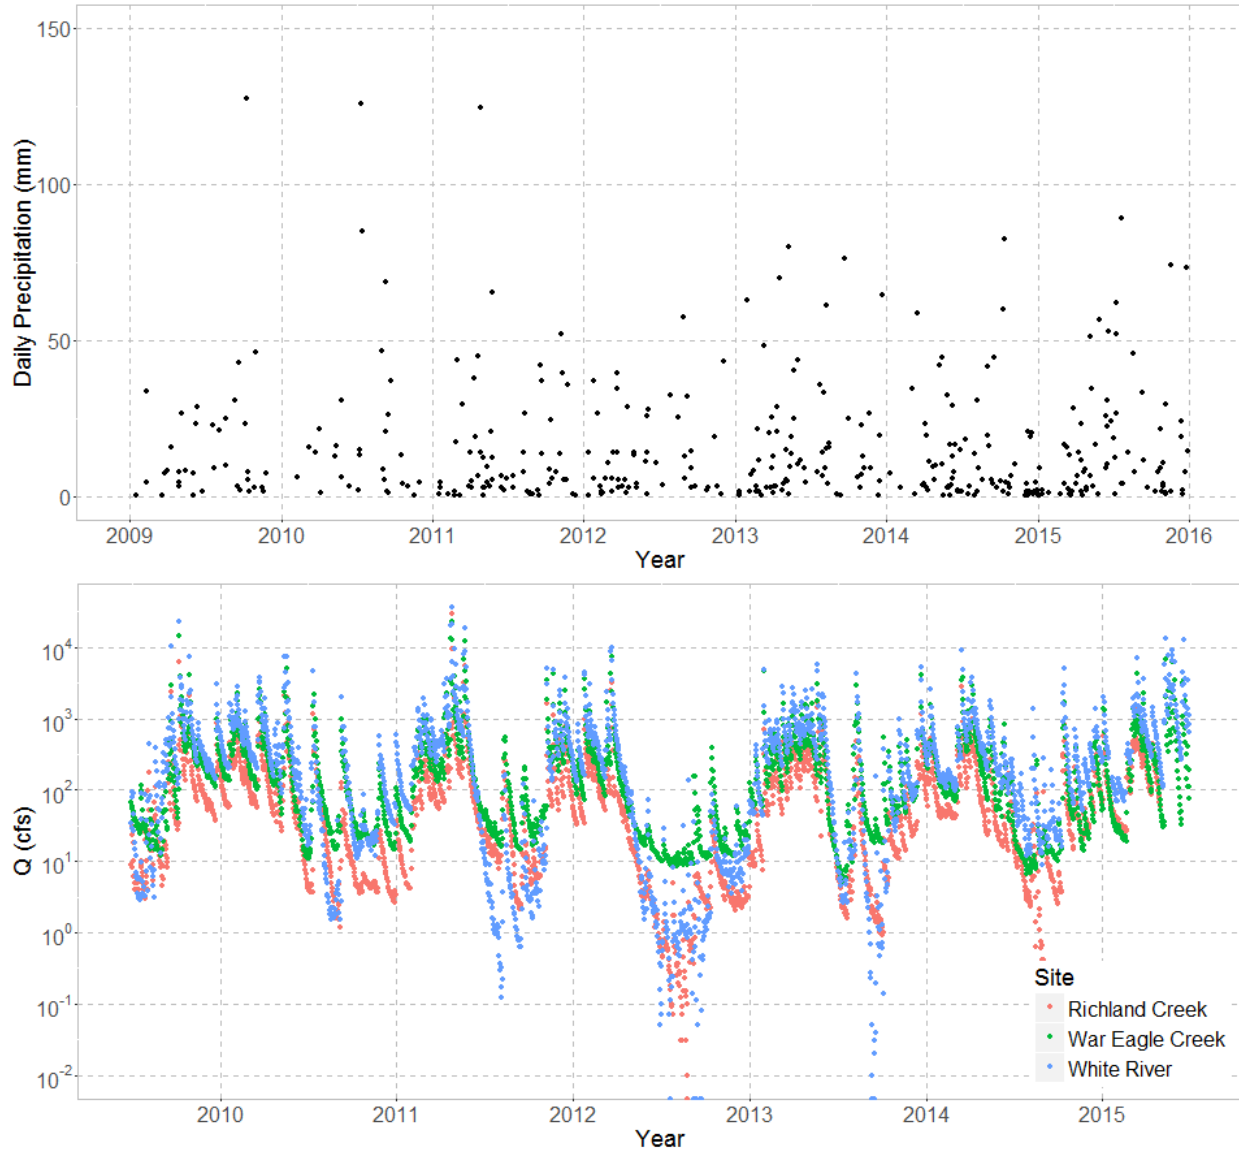 Daily Precipitation (mm)
150
100
50
0
2009 2010 2011 2012 2013 2014 2015 2016
Year
Q (cfs)
10^4
10^3
10^2
10^1
10^0
10^-1
10^-2
2010 2011 2012 2013 2014 2015
Year
Site
Richland Creek
War Eagle Creek
White River